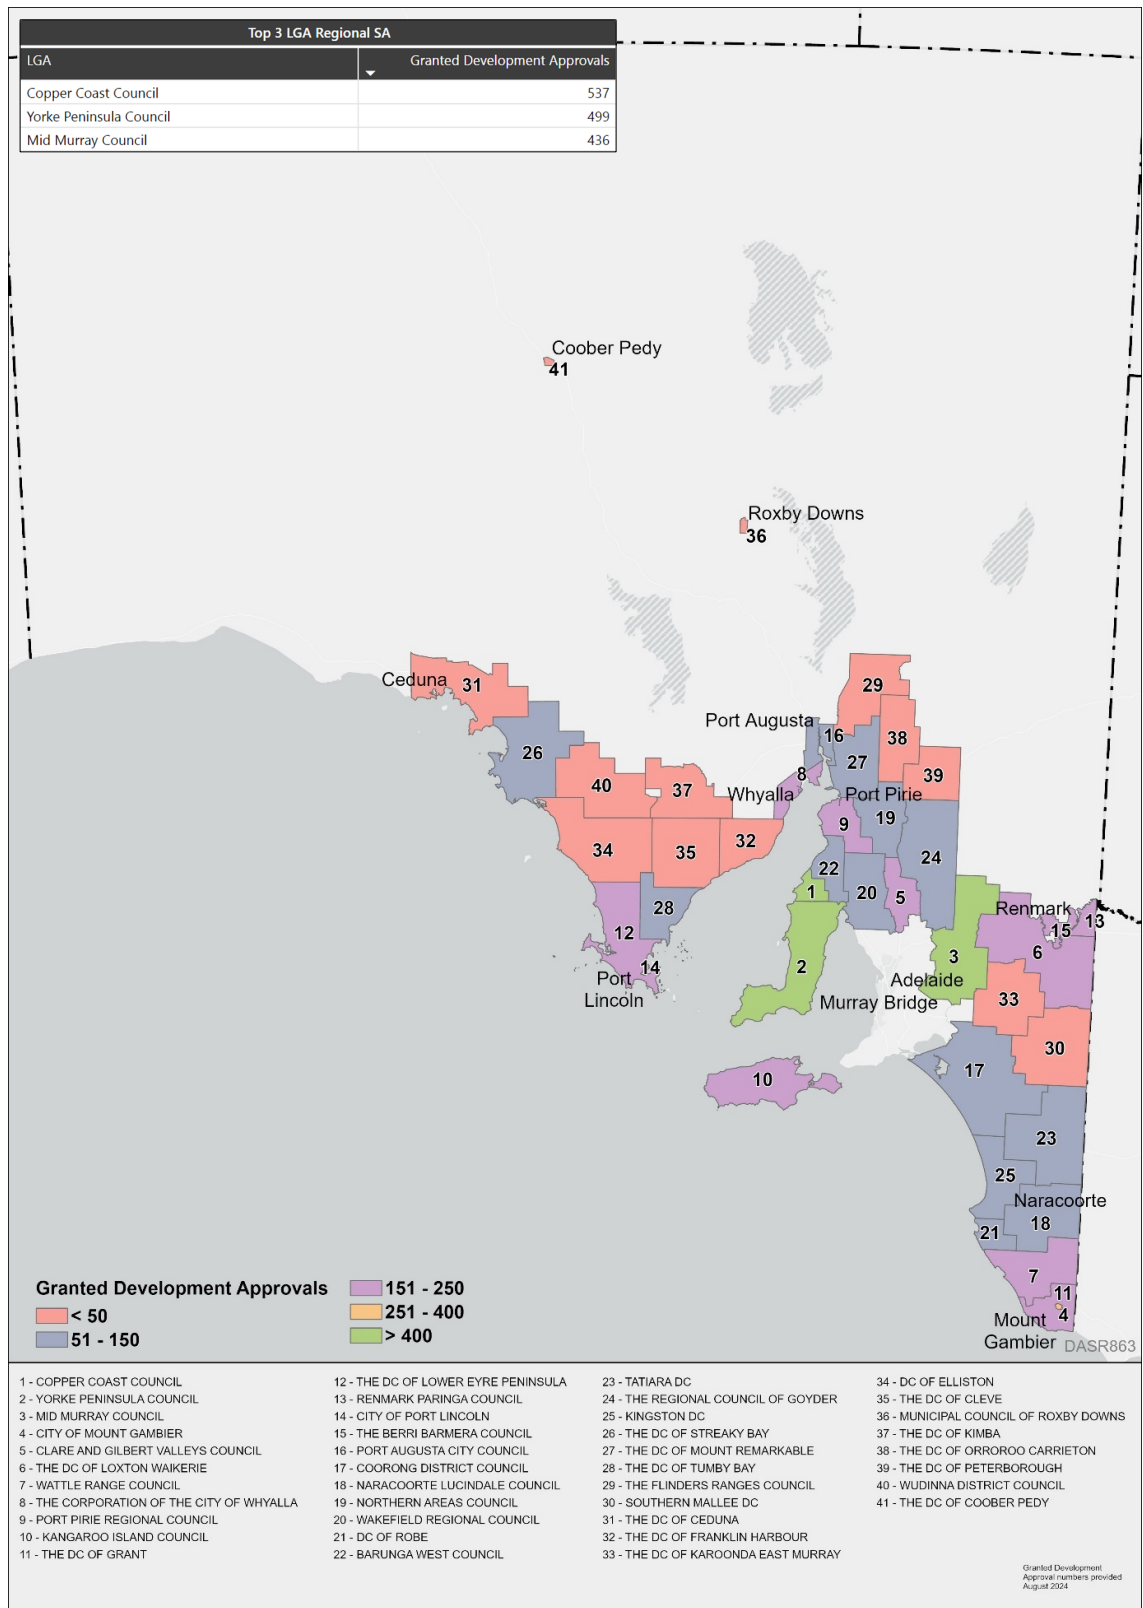 Top 3 LGA Regional SA
LGA Granted Development Approvals
Copper Coast Council 537
Yorke Peninsula Council 499
Mid Murray Council 436
Coober Pedy
41
Roxby Downs
36
Ceduna
31
29
Port Augusta
16
26
38
27
8
39
40
37
Whyalla
Port Pirie
9
19
32
34
35
24
22
1
20
5
28
Renmark
13
12
15
6
3
2
14
Adelaide
Port
Lincoln
Murray Bridge
33
30
17
10
23
25
Naracoorte
18
21
7
11
4
Mount
Gambier
DASR863
Granted Development Approvals
< 50
51 - 150
151 - 250
251 - 400
> 400
1 - COPPER COAST COUNCIL
2 - YORKE PENINSULA COUNCIL
3 - MID MURRAY COUNCIL
4 - CITY OF MOUNT GAMBIER
5 - CLARE AND GILBERT VALLEYS COUNCIL
6 - THE DC OF LOXTON WAIKERIE
7 - WATTLE RANGE COUNCIL
8 - THE CORPORATION OF THE CITY OF WHYALLA
9 - PORT PIRIE REGIONAL COUNCIL
10 - KANGAROO ISLAND COUNCIL
11 - THE DC OF GRANT
12 - THE DC OF LOWER EYRE PENINSULA
13 - RENMARK PARINGA COUNCIL
14 - CITY OF PORT LINCOLN
15 - THE BERRI BARMERA COUNCIL
16 - PORT AUGUSTA CITY COUNCIL
17 - COORONG DISTRICT COUNCIL
18 - NARACOORTE LUCINDALE COUNCIL
19 - NORTHERN AREAS COUNCIL
20 - WAKEFIELD REGIONAL COUNCIL
21 - DC OF ROBE
22 - BARUNGA WEST COUNCIL
23 - TATIARA DC
24 - THE REGIONAL COUNCIL OF GOYDER
25 - KINGSTON DC
26 - THE DC OF STREAKY BAY
27 - THE DC OF MOUNT REMARKABLE
28 - THE DC OF TUMBY BAY
29 - THE FLINDERS RANGES COUNCIL
30 - SOUTHERN MALLEE DC
31 - THE DC OF CEDUNA
32 - THE DC OF FRANKLIN HARBOUR
33 - THE DC OF KAROONDA EAST MURRAY
34 - DC OF ELLISTON
35 - THE DC OF CLEVE
36 - MUNICIPAL COUNCIL OF ROXBY DOWNS
37 - THE DC OF KIMBA
38 - THE DC OF ORROROO CARRIETON
39 - THE DC OF PETERBOROUGH
40 - WUDINNA DISTRICT COUNCIL
41 - THE DC OF COOBER PEDY
Granted Development
Approval numbers provided
August 2024